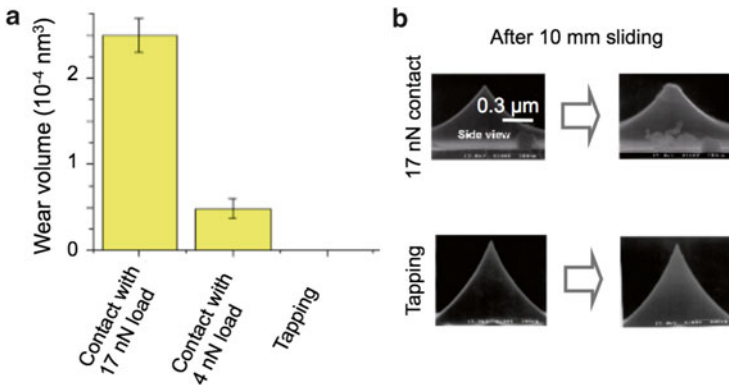 a
Wear volume (10⁻⁴ nm³)
2
1
0
Contact with
17 nN load
Contact with
4 nN load
Tapping
b
After 10 mm sliding
17 nN contact
0.3 µm
Side view
Tapping